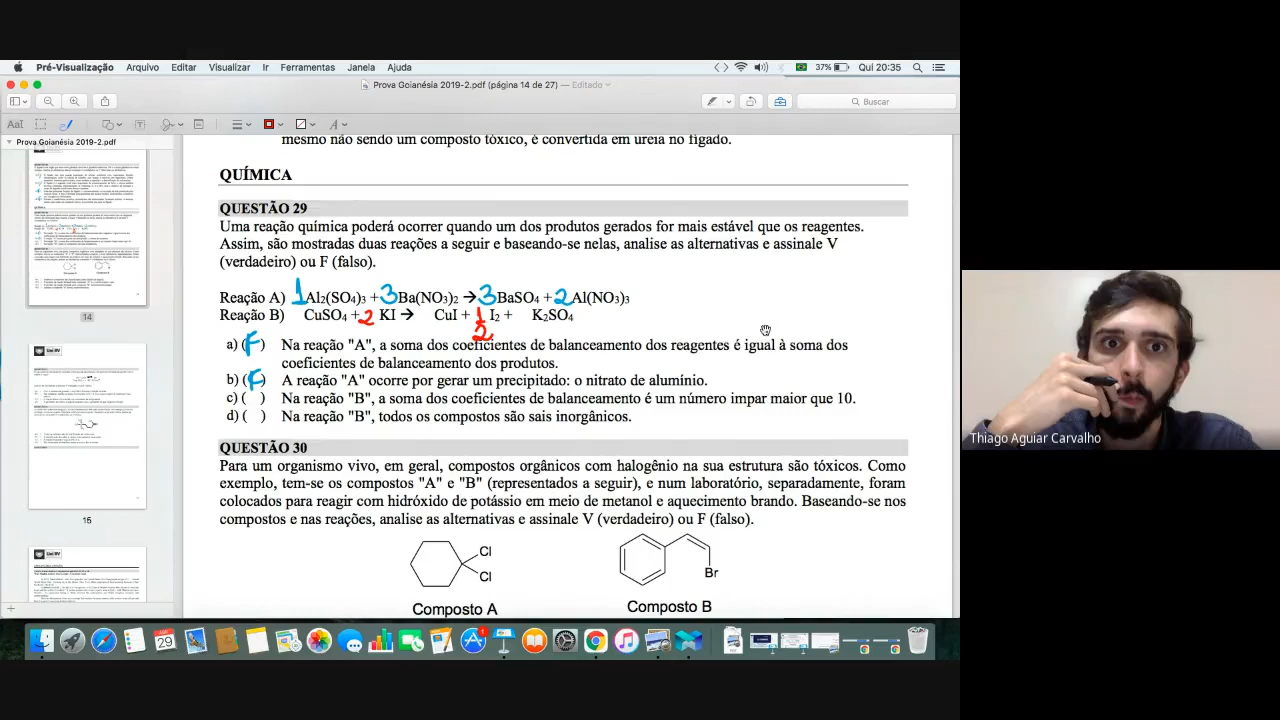 Pré-Visualização Arquivo Editar Visualizar Ir Ferramentas Janela Ajuda 37% Qui 20:35
Prova Goianésia 2019-2.pdf (página 14 de 27) — Editado
Buscar
Prova Goianésia 2019-2.pdf
14
15
mesmo não sendo um composto tóxico, é convertida em ureia no fígado.
QUÍMICA
QUESTÃO 29
Uma reação química poderá ocorrer quando um dos produtos gerados for mais estável que os reagentes.
Assim são mostradas duas reações a seguir e baseando-se nelas, analise as alternativas e assinale V
(verdadeiro) ou F (falso).
Reação A) 1 Al₂(SO₄)₃ + 3 Ba(NO₃)₂ → 3 BaSO₄ + 2 Al(NO₃)₃
Reação B) CuSO₄ + 2 KI → CuI + 1/2 I₂ + K₂SO₄
a) (F) Na reação "A", a soma dos coeficientes de balanceamento dos reagentes é igual à soma dos
coeficientes de balanceamento dos produtos.
b) (F) A reação "A" ocorre por gerar um precipitado: o nitrato de alumínio.
c) ( ) Na reação "B", a soma dos coeficientes de balanceamento é um número impar maior que 10.
d) ( ) Na reação "B", todos os compostos são sais inorgânicos.
QUESTÃO 30
Para um organismo vivo, em geral, compostos orgânicos com halogênio na sua estrutura são tóxicos. Como
exemplo, tem-se os compostos "A" e "B" (representados a seguir), e num laboratório, separadamente, foram
colocados para reagir com hidróxido de potássio em meio de metanol e aquecimento brando. Baseando-se nos
compostos e nas reações, analise as alternativas e assinale V (verdadeiro) ou F (falso).
Cl
Cl
Composto A
Br
Composto B
Thiago Aguiar Carvalho